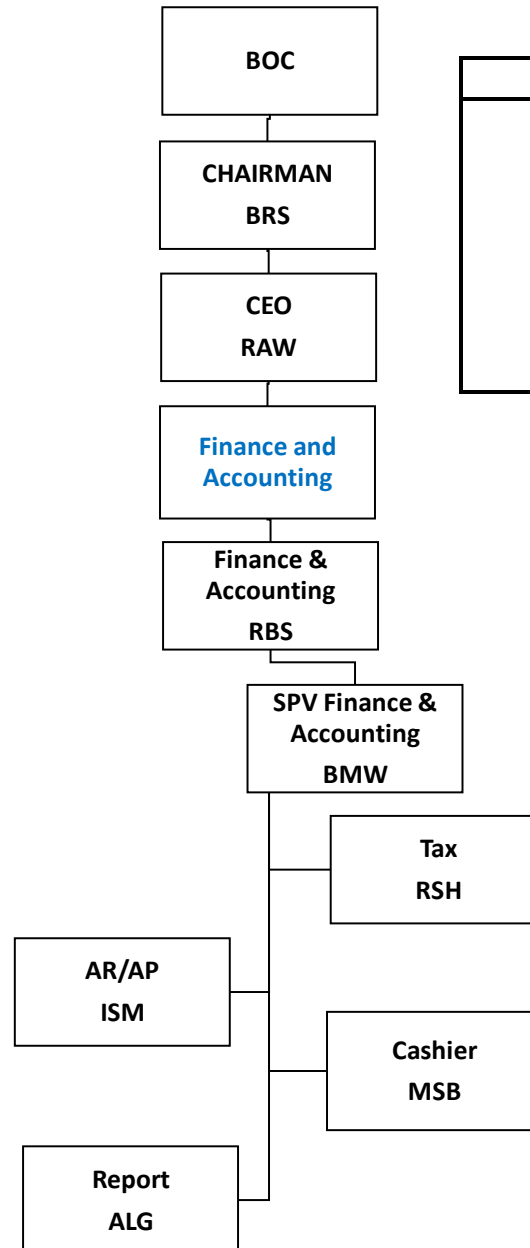 BOC
CHAIRMAN
BRS
CEO
RAW
Finance and
Accounting
Finance &
Accounting
RBS
SPV Finance &
Accounting
BMW
Tax
RSH
AR/AP
ISM
Cashier
MSB
Report
ALG